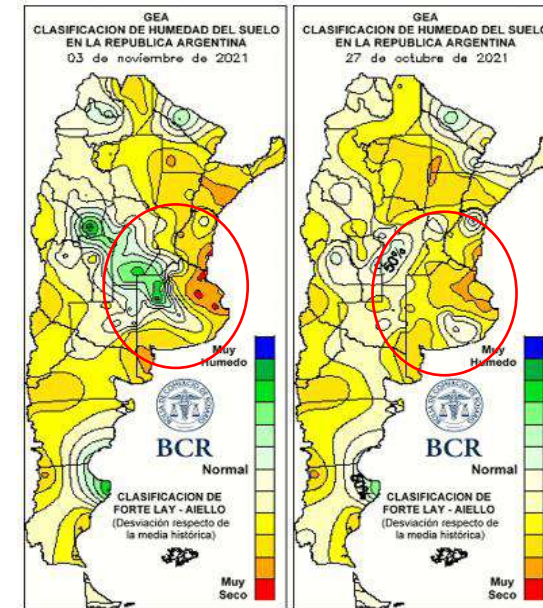 GEA
CLASIFICACION DE HUMEDAD DEL SUELO
EN LA REPUBLICA ARGENTINA
03 de noviembre de 2021
Muy
Humedo
BCR
Normal
CLASIFICACION DE
FORTE LAY - AIELLO
(Desviación respecto de
la media histórica)
Muy
Seco
GEA
CLASIFICACION DE HUMEDAD DEL SUELO
EN LA REPUBLICA ARGENTINA
27 de octubre de 2021
50%
Muy
Humedo
BCR
Normal
CLASIFICACION DE
FORTE LAY - AIELLO
(Desviación respecto de
la media histórica)
Muy
Seco